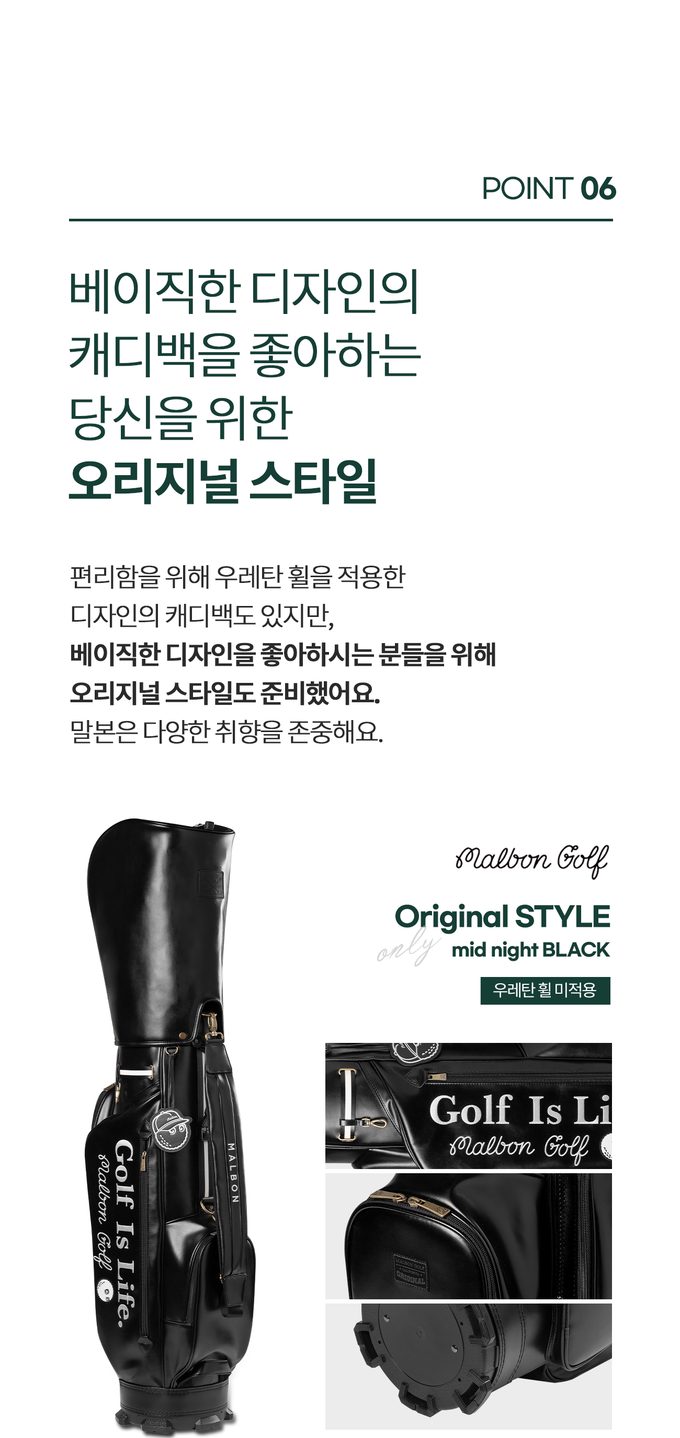 POINT 06
베이직한 디자인의
캐디백을 좋아하는
당신을 위한
오리지널 스타일
편리함을 위해 우레탄 휠을 적용한
디자인의 캐디백도 있지만,
베이직한 디자인을 좋아하시는 분들을 위해
오리지널 스타일도 준비했어요.
말본은 다양한 취향을 존중해요.
Malbon Golf
Original STYLE
only mid night BLACK
우레탄 휠 미적용
Golf Is Life.
Malbon Golf
MALBON
Golf Is Li
Malbon Golf
MALBON GOLF
ORIGINAL